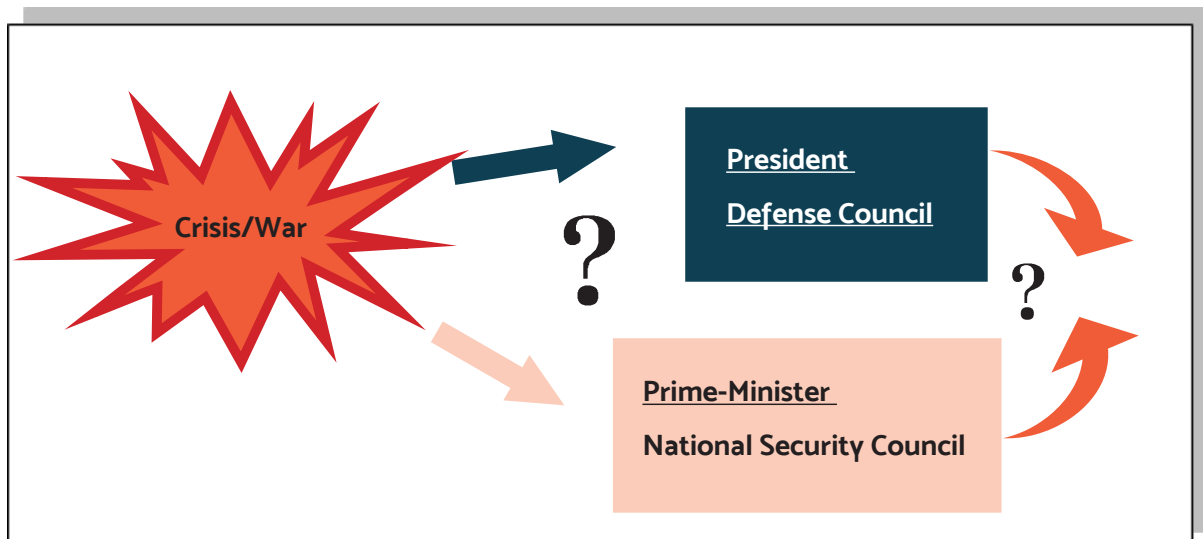 Crisis/War
?
President
Defense Council
?
Prime-Minister
National Security Council